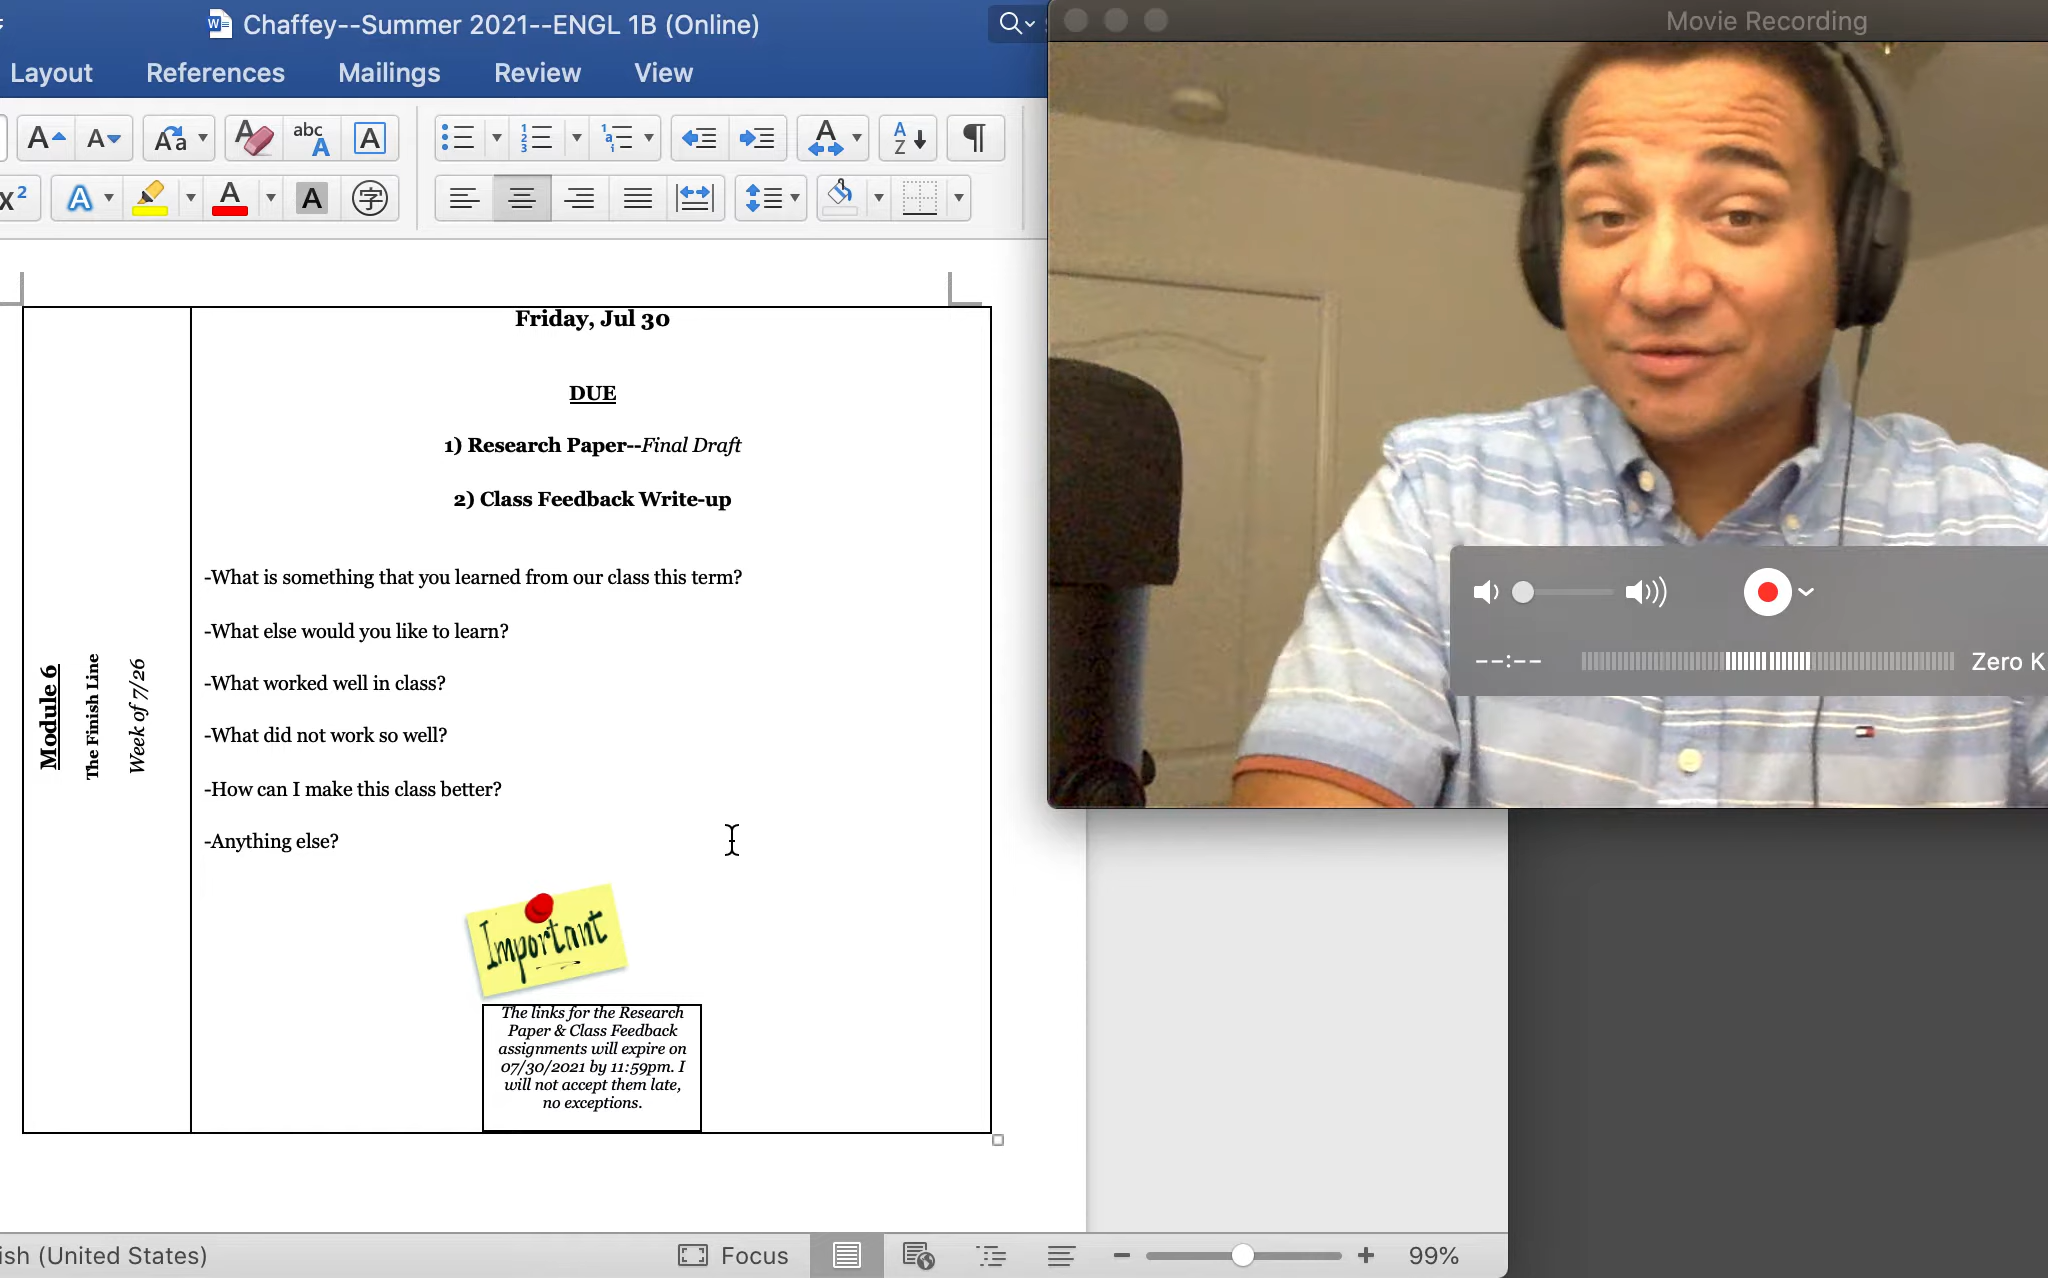 Chaffey--Summer 2021--ENGL 1B (Online)
Movie Recording
Layout References Mailings Review View
Friday, Jul 30
DUE
1) Research Paper--Final Draft
2) Class Feedback Write-up
-What is something that you learned from our class this term?
-What else would you like to learn?
-What worked well in class?
-What did not work so well?
-How can I make this class better?
-Anything else?
Module 6
The Finish Line
Week of 7/26
Important
The links for the Research
Paper & Class Feedback
assignments will expire on
07/30/2021 by 11:59pm. I
will not accept them late,
no exceptions.
--:--
Zero K
ish (United States)
Focus
99%